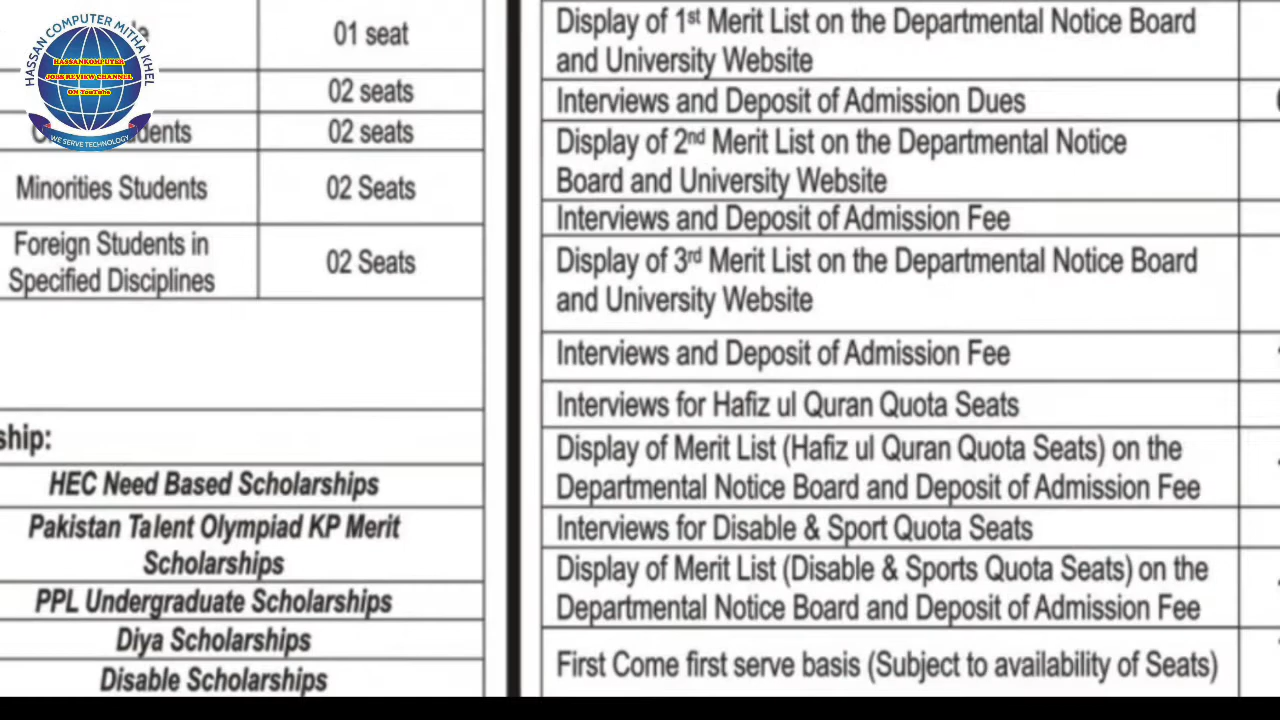 HASSAN COMPUTER MITHA KHEL
HASSANKOMPUTER
JOBS REVIEW CHANNEL
ON YouTube
WE SERVE TECHNOLOGY
01 seat
02 seats
02 seats
Minorities Students
02 Seats
Foreign Students in
Specified Disciplines
02 Seats
ship:
HEC Need Based Scholarships
Pakistan Talent Olympiad KP Merit
Scholarships
PPL Undergraduate Scholarships
Diya Scholarships
Disable Scholarships
Display of 1st Merit List on the Departmental Notice Board
and University Website
Interviews and Deposit of Admission Dues
Display of 2nd Merit List on the Departmental Notice
Board and University Website
Interviews and Deposit of Admission Fee
Display of 3rd Merit List on the Departmental Notice Board
and University Website
Interviews and Deposit of Admission Fee
Interviews for Hafiz ul Quran Quota Seats
Display of Merit List (Hafiz ul Quran Quota Seats) on the
Departmental Notice Board and Deposit of Admission Fee
Interviews for Disable & Sport Quota Seats
Display of Merit List (Disable & Sports Quota Seats) on the
Departmental Notice Board and Deposit of Admission Fee
First Come first serve basis (Subject to availability of Seats)